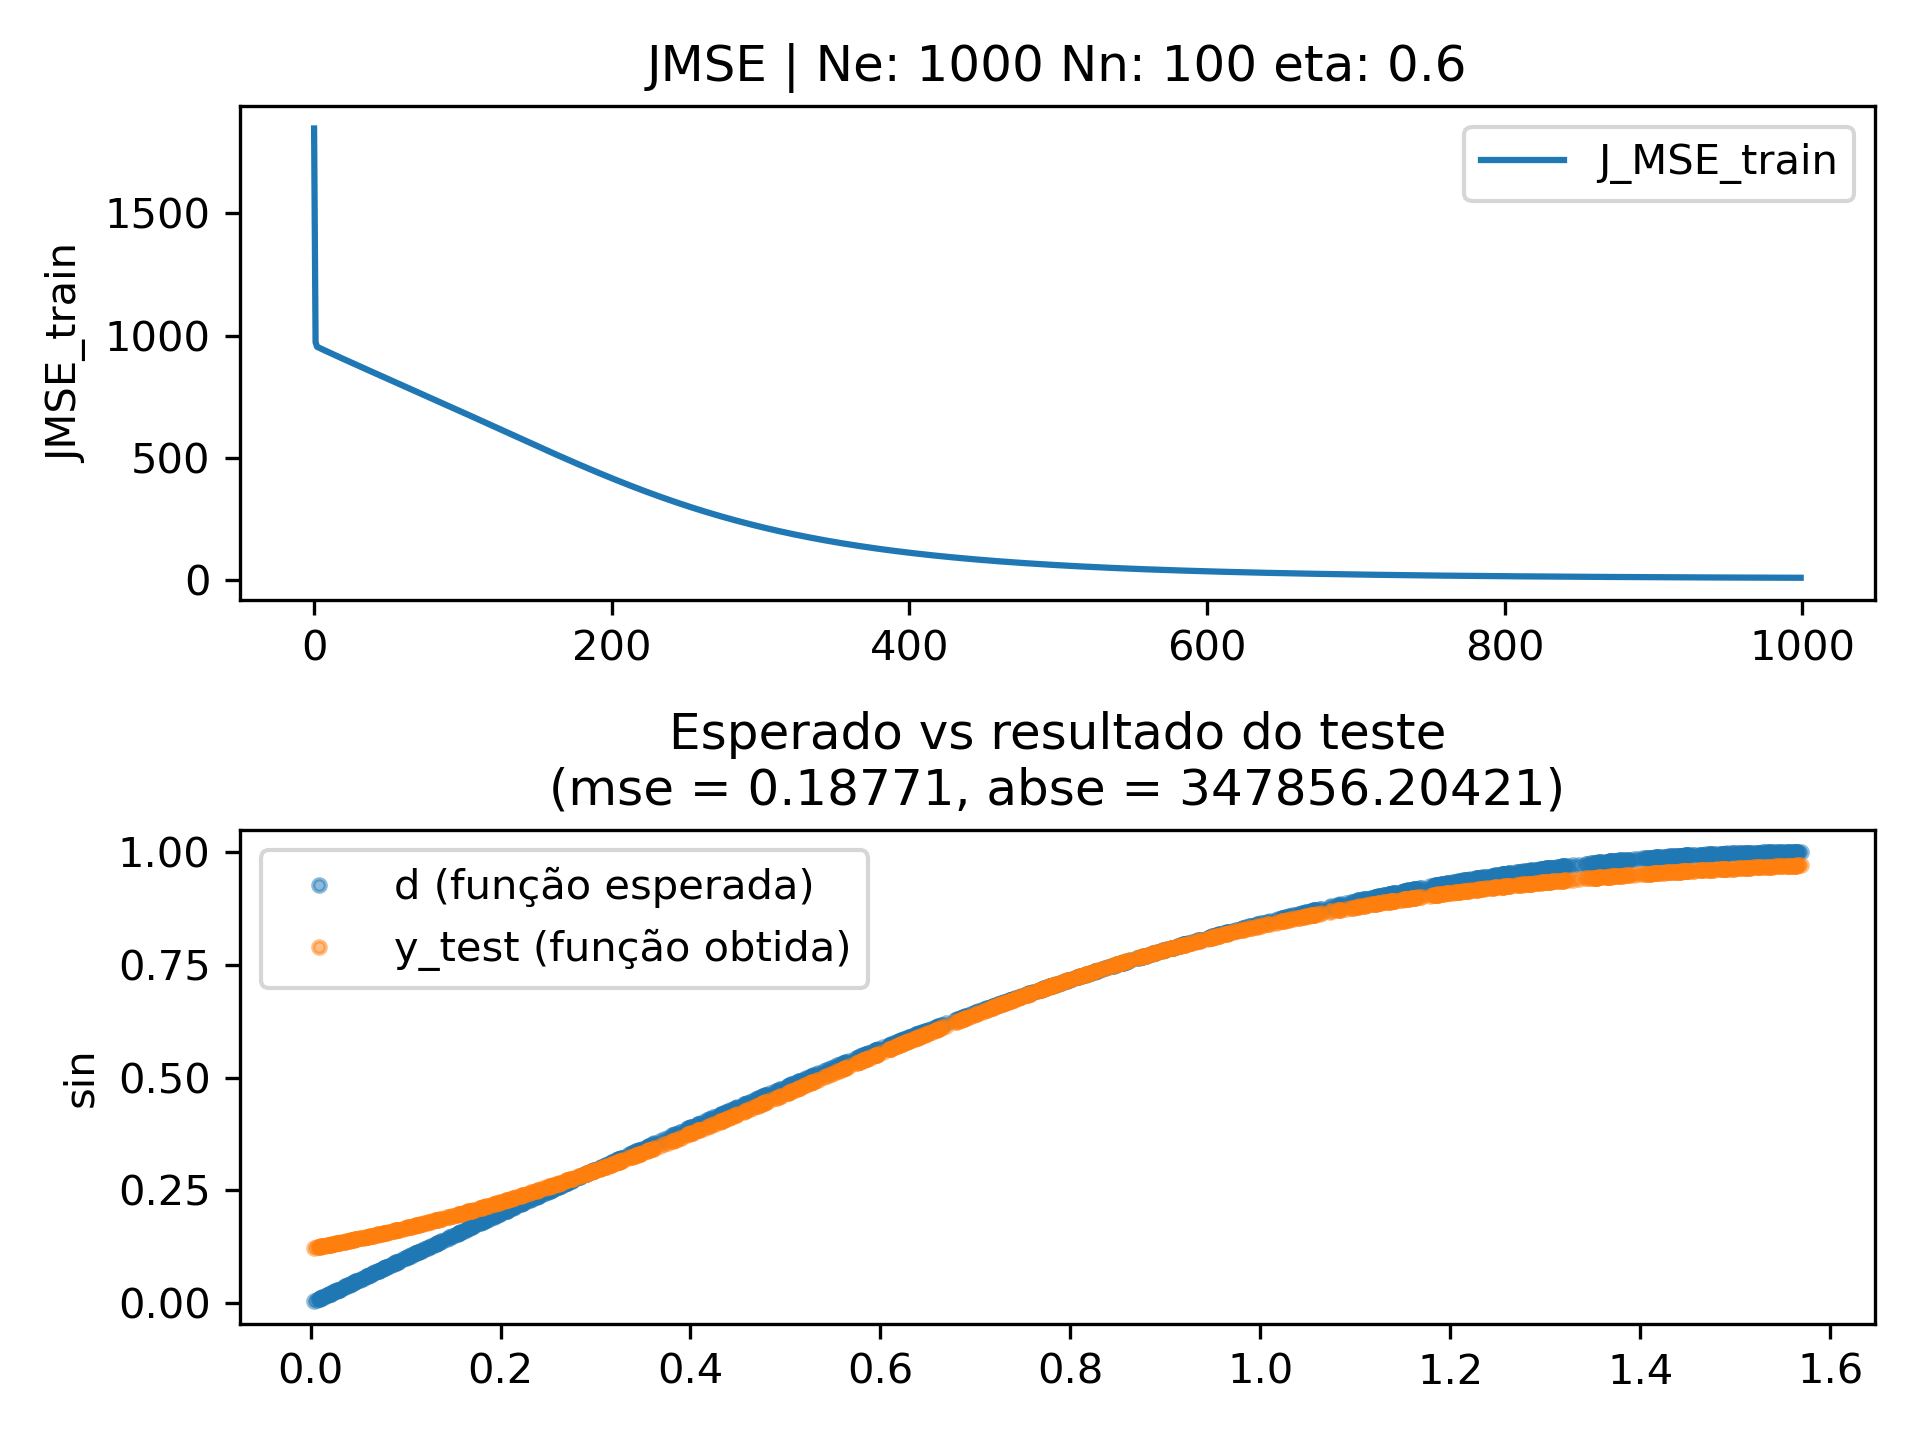 JMSE | Ne: 1000 Nn: 100 eta: 0.6
J_MSE_train
JMSE_train
1500
1000
500
0
0 200 400 600 800 1000
Esperado vs resultado do teste
(mse = 0.18771, abse = 347856.20421)
d (função esperada)
y_test (função obtida)
sin
1.00
0.75
0.50
0.25
0.00
0.0 0.2 0.4 0.6 0.8 1.0 1.2 1.4 1.6